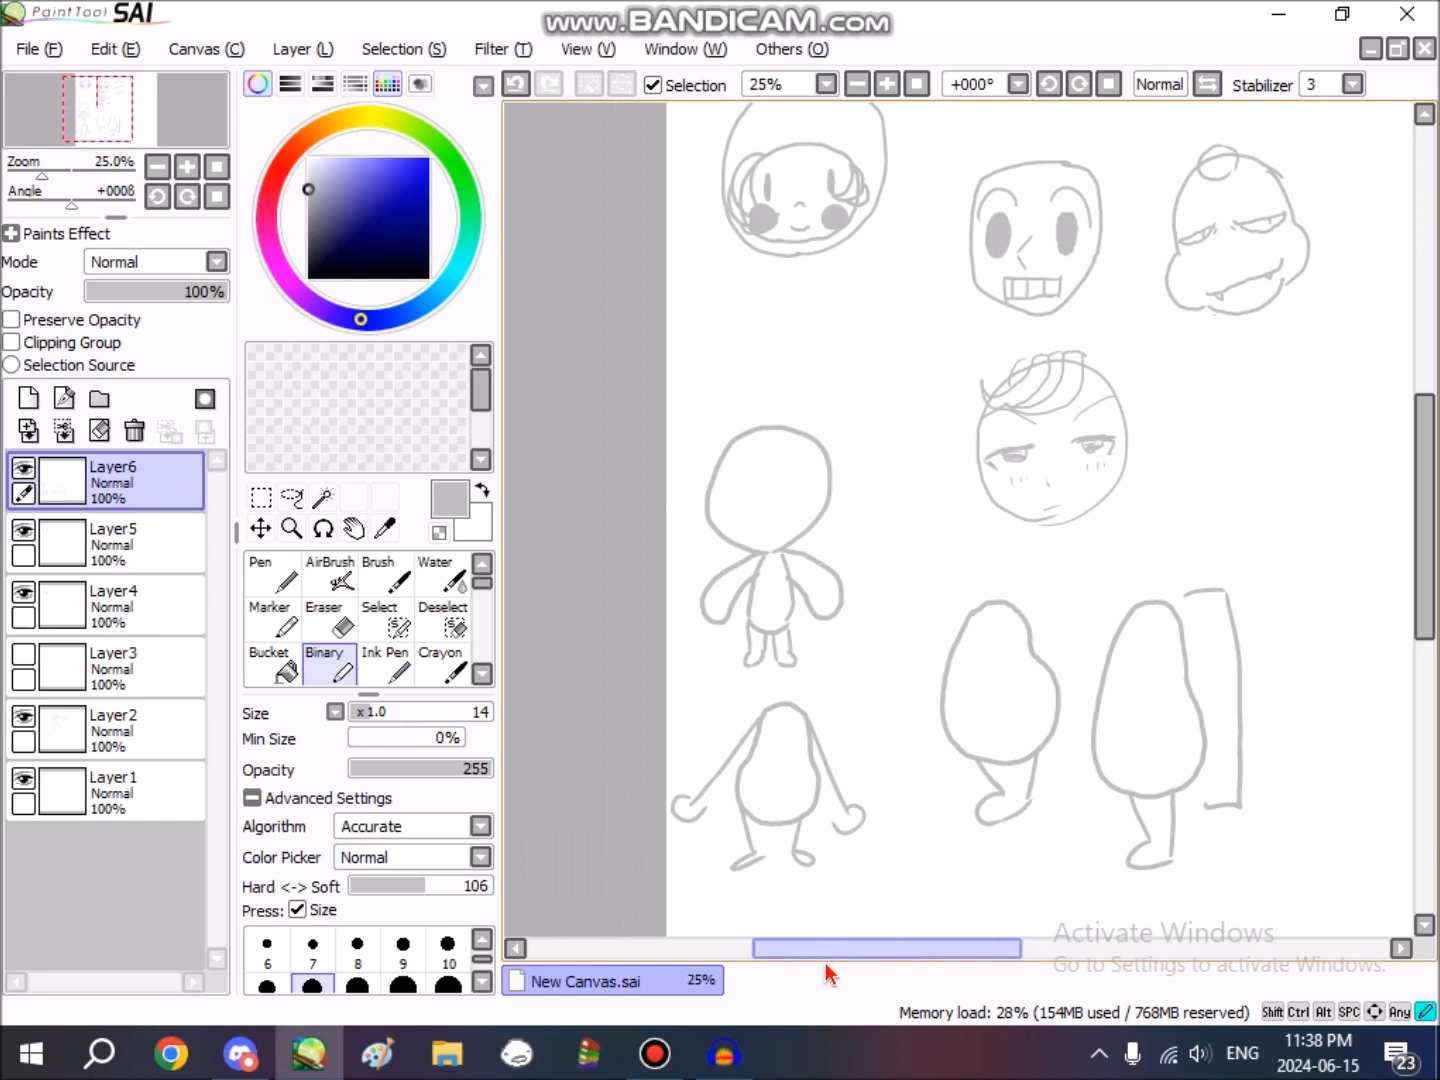 PaintTool SAI
www.BANDICAM.com
File (F) Edit (E) Canvas (C) Layer (L) Selection (S) Filter (T) View (V) Window (W) Others (O)
Selection 25% +000° Normal Stabilizer 3
Zoom 25.0%
Angle +000ß
Paints Effect
Mode Normal
Opacity 100%
Preserve Opacity
Clipping Group
Selection Source
Layer6
Normal
100%
Layer5
Normal
100%
Layer4
Normal
100%
Layer3
Normal
100%
Layer2
Normal
100%
Layer1
Normal
100%
Pen AirBrush Brush Water
Marker Eraser Select Deselect
Bucket Binary Ink Pen Crayon
Size x1.0 14
Min Size 0%
Opacity 255
Advanced Settings
Algorithm Accurate
Color Picker Normal
Hard <-> Soft 106
Press: Size
6 7 8 9 10
Activate Windows
Go to Settings to activate Windows.
New Canvas.sai 25%
Memory load: 28% (154MB used / 768MB reserved) Shift Ctrl Alt SPC Any
ENG
11:38 PM
2024-06-15
23